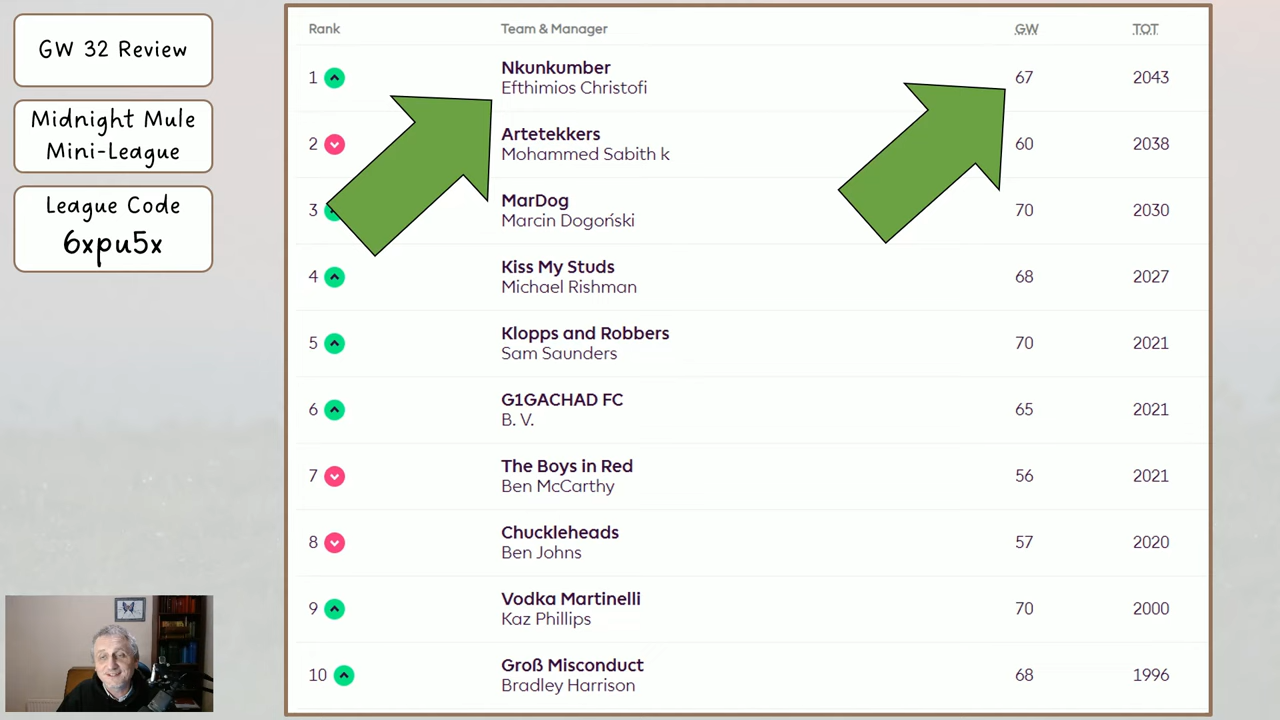 GW 32 Review
Midnight Mule
Mini-League
League Code
6xpu5x
Rank Team & Manager GW TOT
1 Nkunkumber 67 2043
Efthimios Christofi
2 Artetekkers 60 2038
Mohammed Sabith k
3 MarDog 70 2030
Marcin Dogoński
4 Kiss My Studs 68 2027
Michael Rishman
5 Klopps and Robbers 70 2021
Sam Saunders
6 G1GACHAD FC 65 2021
B. V.
7 The Boys in Red 56 2021
Ben McCarthy
8 Chuckleheads 57 2020
Ben Johns
9 Vodka Martinelli 70 2000
Kaz Phillips
10 Groß Misconduct 68 1996
Bradley Harrison